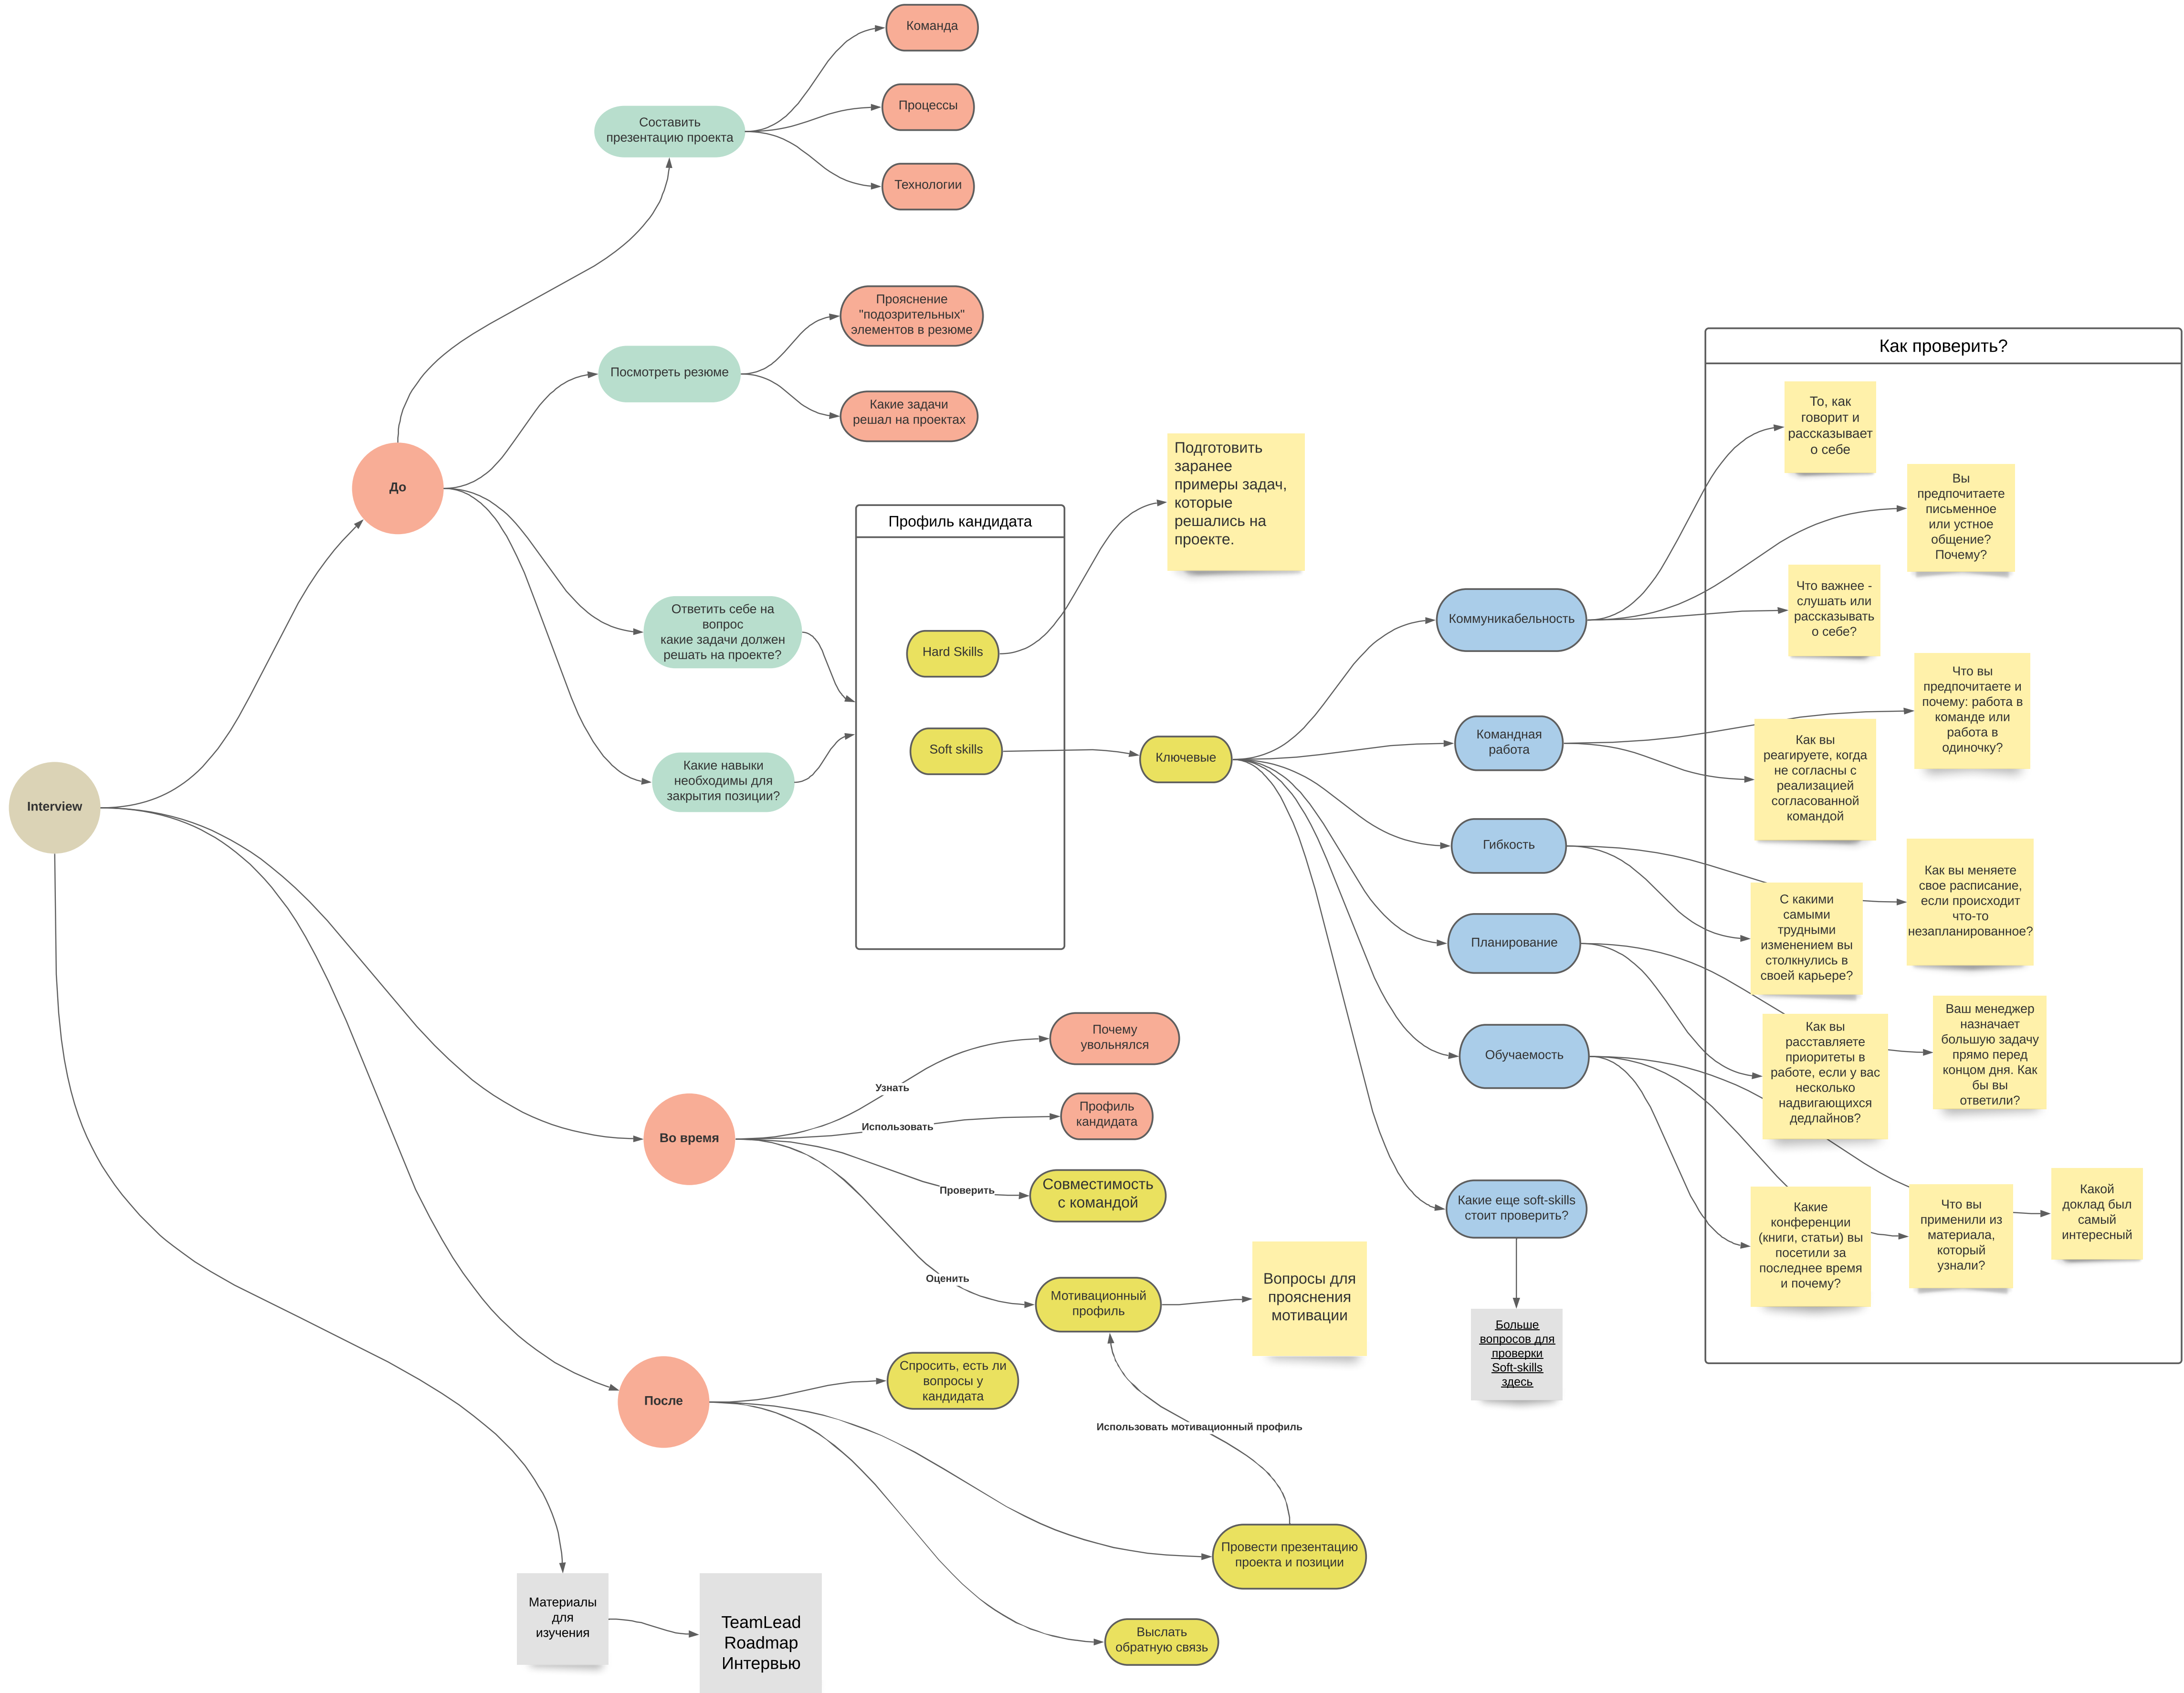 Команда
Процессы
Составить
презентацию проекта
Технологии
Прояснение
"подозрительных"
элементов в резюме
Посмотреть резюме
Какие задачи
решал на проектах
До
Подготовить
заранее
примеры задач,
которые
решались на
проекте.
Профиль кандидата
Ответить себе на
вопрос
какие задачи должен
решать на проекте?
Hard Skills
Soft skills
Какие навыки
необходимы для
закрытия позиции?
Interview
Ключевые
Коммуникабельность
Командная
работа
Гибкость
Планирование
Обучаемость
Какие еще soft-skills
стоит проверить?
Больше
вопросов для
проверки
Soft-skills
здесь
Как проверить?
То, как
говорит и
рассказывает
о себе
Вы
предпочитаете
письменное
или устное
общение?
Почему?
Что важнее -
слушать или
рассказывать
о себе?
Что вы
предпочитаете и
почему: работа в
команде или
работа в
одиночку?
Как вы
реагируете, когда
не согласны с
реализацией
согласованной
командой
Как вы меняете
свое расписание,
если происходит
что-то
незапланированное?
С какими
самыми
трудными
изменением вы
столкнулись в
своей карьере?
Ваш менеджер
назначает
большую задачу
прямо перед
концом дня. Как
бы вы
ответили?
Как вы
расставляете
приоритеты в
работе, если у вас
несколько
надвигающихся
дедлайнов?
Какие
конференции
(книги, статьи) вы
посетили за
последнее время
и почему?
Что вы
применили из
материала,
который
узнали?
Какой
доклад был
самый
интересный
Во время
Узнать
Почему
увольнялся
Использовать
Профиль
кандидата
Проверить
Совместимость
с командой
Оценить
Мотивационный
профиль
Вопросы для
прояснения
мотивации
После
Спросить, есть ли
вопросы у
кандидата
Использовать мотивационный профиль
Провести презентацию
проекта и позиции
Выслать
обратную связь
Материалы
для
изучения
TeamLead
Roadmap
Интервью